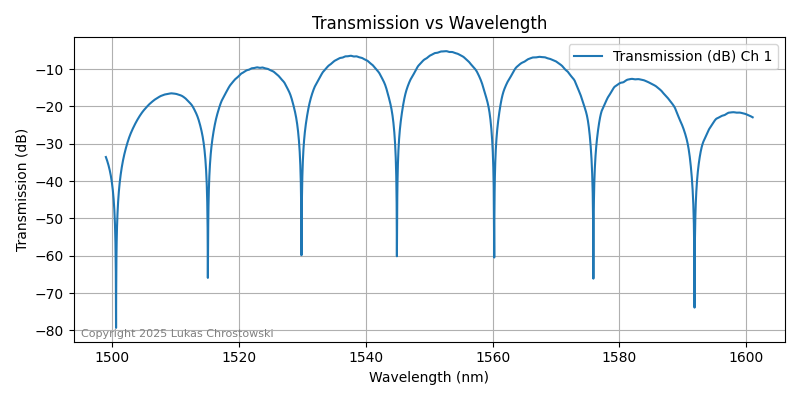 Transmission vs Wavelength
Transmission (dB) Ch 1
Transmission (dB)
−10
−20
−30
−40
−50
−60
−70
−80
Copyright 2025 Lukas Chrostowski
1500 1520 1540 1560 1580 1600
Wavelength (nm)